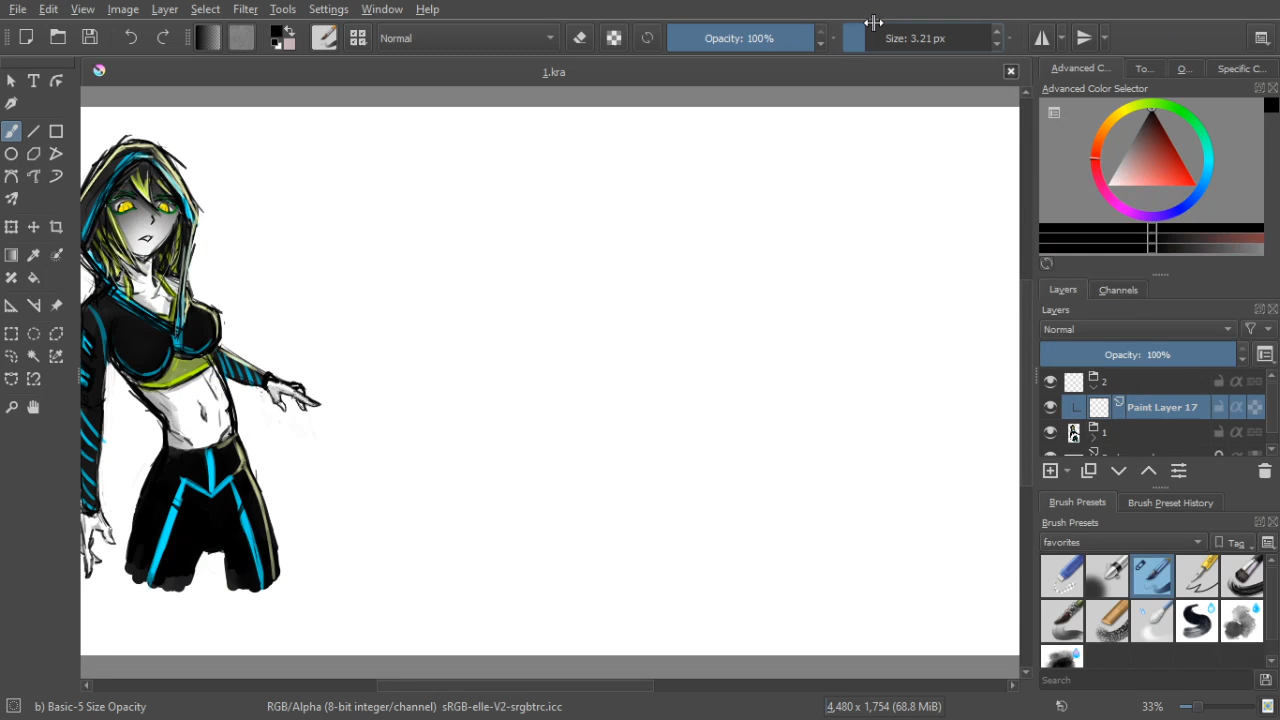 File Edit View Image Layer Select Filter Tools Settings Window Help
Normal Opacity: 100% Size: 3.21 px
1.kra
Advanced C... To... O... Specific C...
Advanced Color Selector
Layers Channels
Layers
Normal
Opacity: 100%
2
Paint Layer 17
1
Brush Presets Brush Preset History
Brush Presets
favorites Tag
Search
b) Basic-5 Size Opacity RGB/Alpha (8-bit integer/channel) sRGB-elle-V2-srgbtrc.icc 4,480 x 1,754 (68.8 MiB) 33%